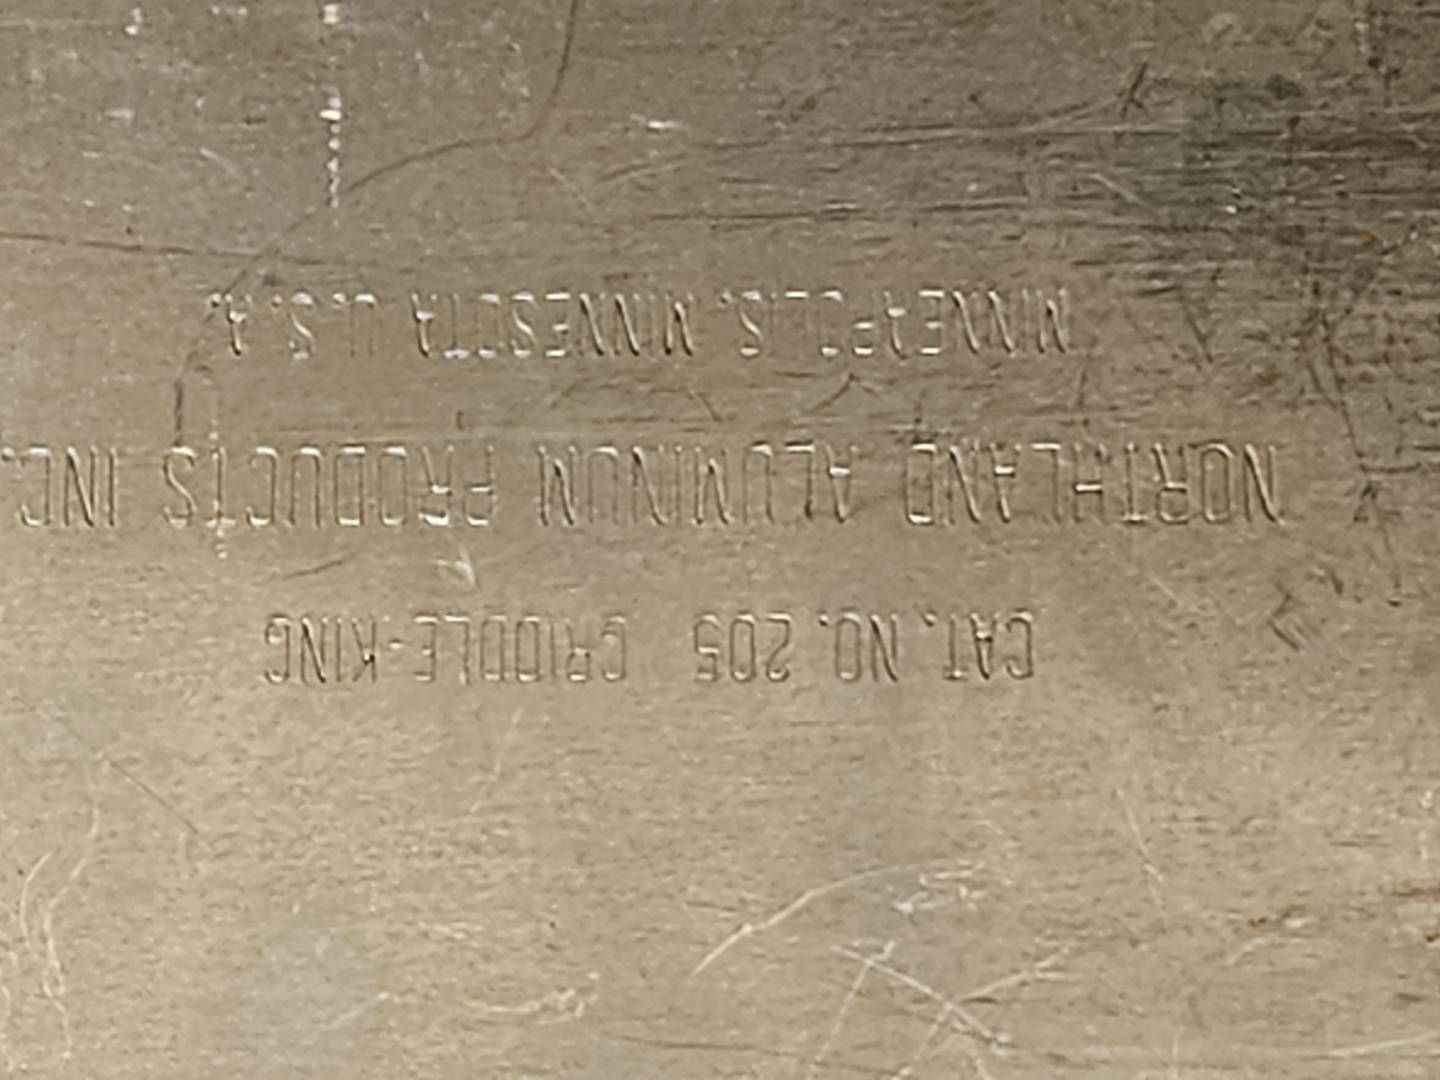 CAT. NO. 205 GRIDDLE-KING
NORTHLAND ALUMINUM PRODUCTS INC.
MINNEAPOLIS, MINNESOTA U.S.A.